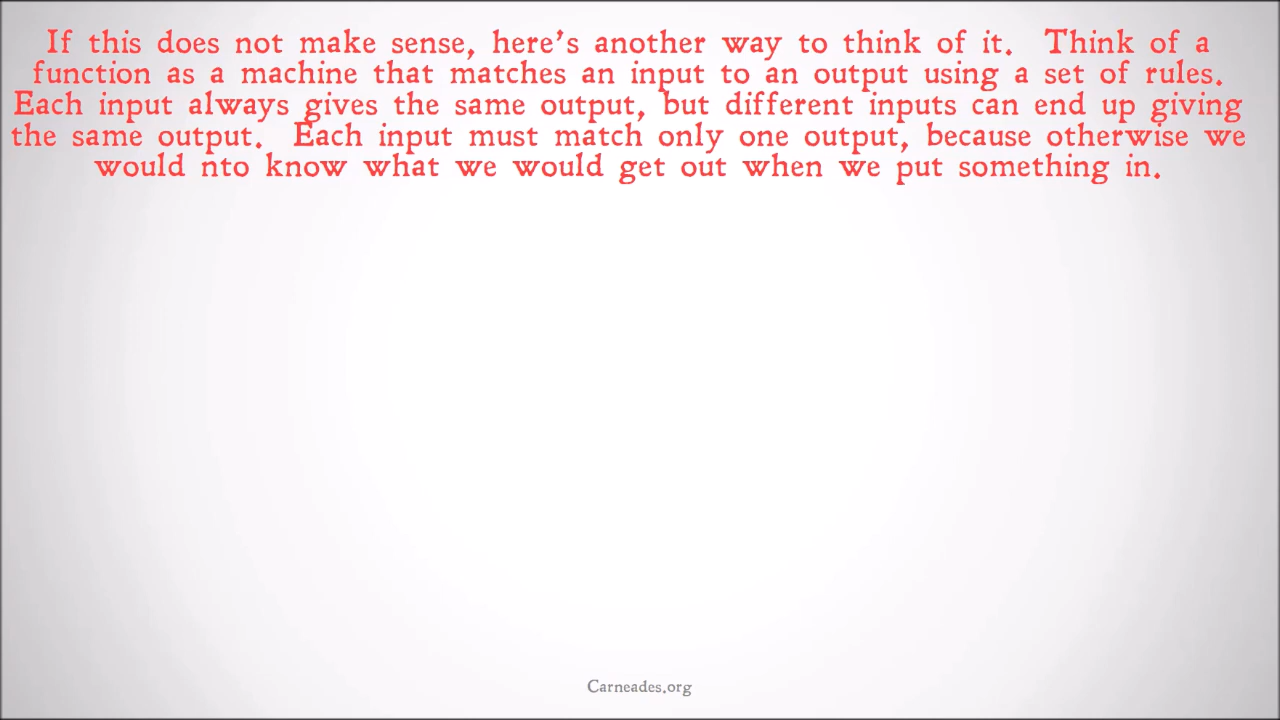 If this does not make sense, here's another way to think of it.  Think of a
function as a machine that matches an input to an output using a set of rules.
Each input always gives the same output, but different inputs can end up giving
the same output.  Each input must match only one output, because otherwise we
would nto know what we would get out when we put something in.
Carneades.org